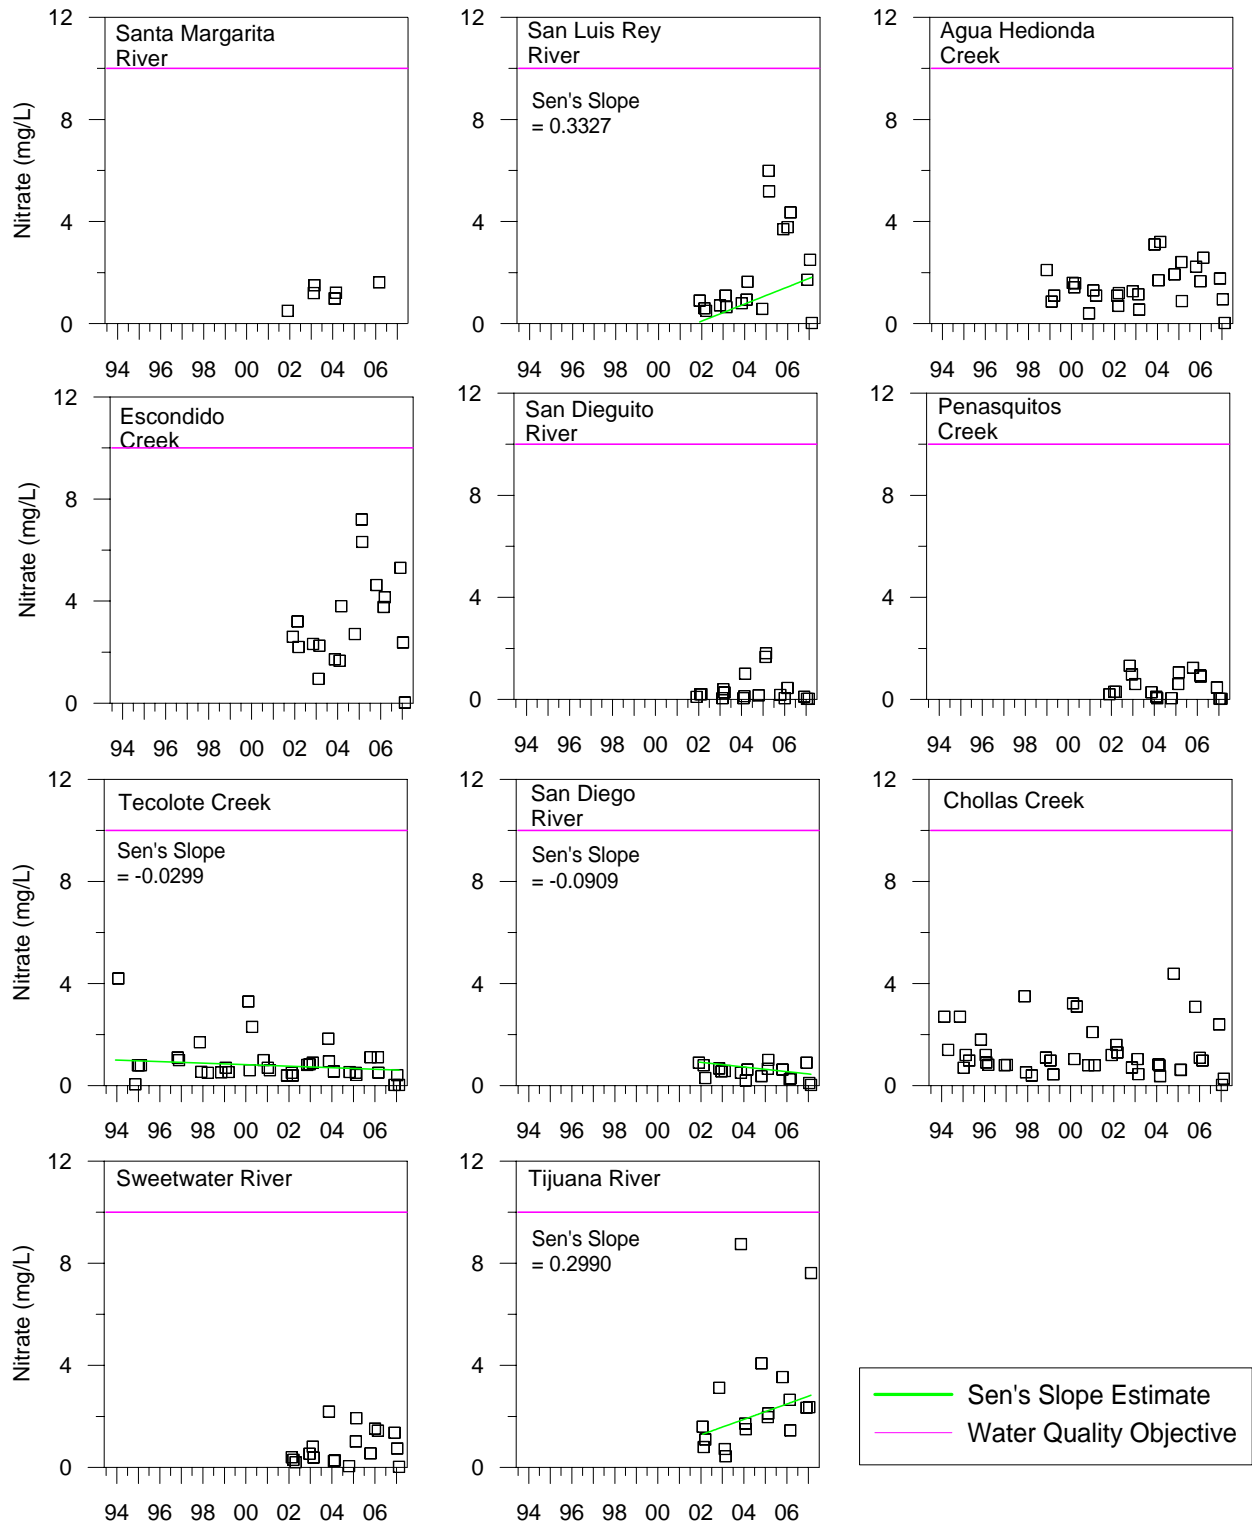 12
Santa Margarita
River
8
4
0
Nitrate (mg/L)
94 96 98 00 02 04 06
12
San Luis Rey
River
Sen's Slope
= 0.3327
8
4
0
94 96 98 00 02 04 06
12
Agua Hedionda
Creek
8
4
0
94 96 98 00 02 04 06
12
Escondido
Creek
8
4
0
Nitrate (mg/L)
94 96 98 00 02 04 06
12
San Dieguito
River
8
4
0
94 96 98 00 02 04 06
12
Penasquitos
Creek
8
4
0
94 96 98 00 02 04 06
12
Tecolote Creek
Sen's Slope
= -0.0299
8
4
0
Nitrate (mg/L)
94 96 98 00 02 04 06
12
San Diego
River
Sen's Slope
= -0.0909
8
4
0
94 96 98 00 02 04 06
12
Chollas Creek
8
4
0
94 96 98 00 02 04 06
12
Sweetwater River
8
4
0
Nitrate (mg/L)
94 96 98 00 02 04 06
12
Tijuana River
Sen's Slope
= 0.2990
8
4
0
94 96 98 00 02 04 06
Sen's Slope Estimate
Water Quality Objective